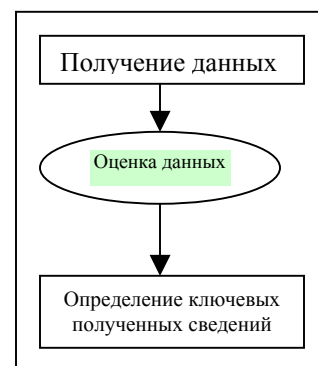 Получение данных
Оценка данных
Определение ключевых
полученных сведений